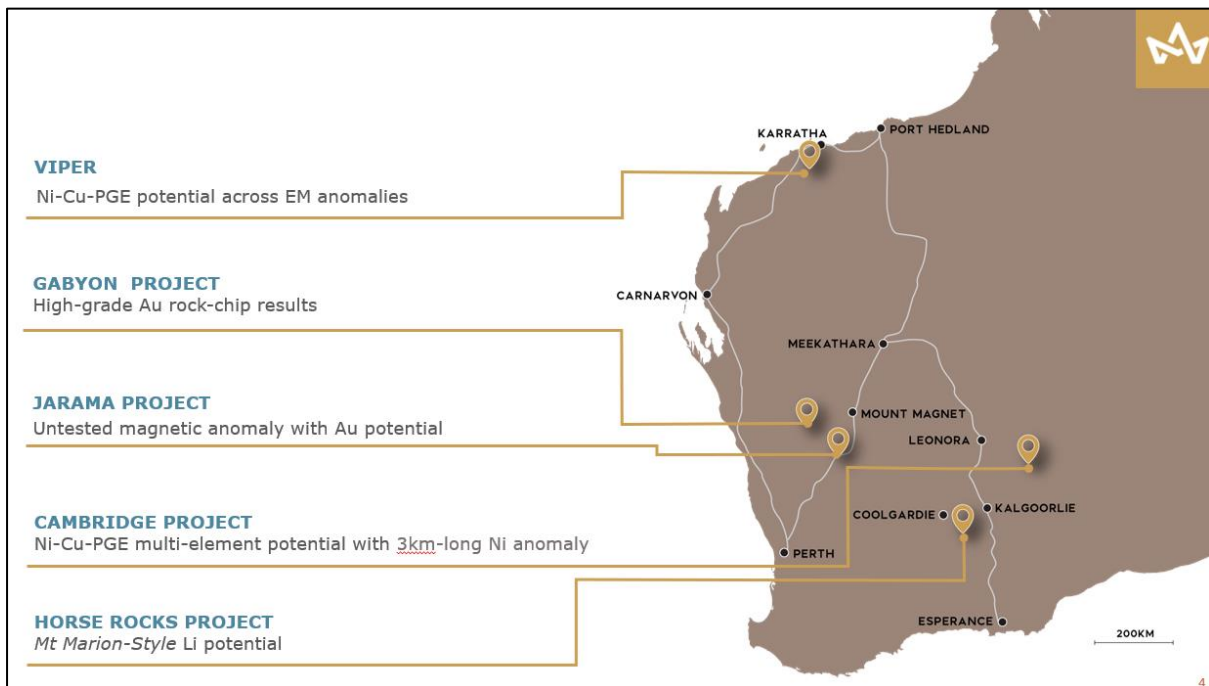 VIPER
Ni-Cu-PGE potential across EM anomalies
GABYON PROJECT
High-grade Au rock-chip results
JARAMA PROJECT
Untested magnetic anomaly with Au potential
CAMBRIDGE PROJECT
Ni-Cu-PGE multi-element potential with 3km-long Ni anomaly
HORSE ROCKS PROJECT
Mt Marion-Style Li potential
KARRATHA
PORT HEDLAND
CARNARVON
MEEKATHARA
MOUNT MAGNET
LEONORA
COOLGARDIE
KALGOORLIE
PERTH
ESPERANCE
200KM
4